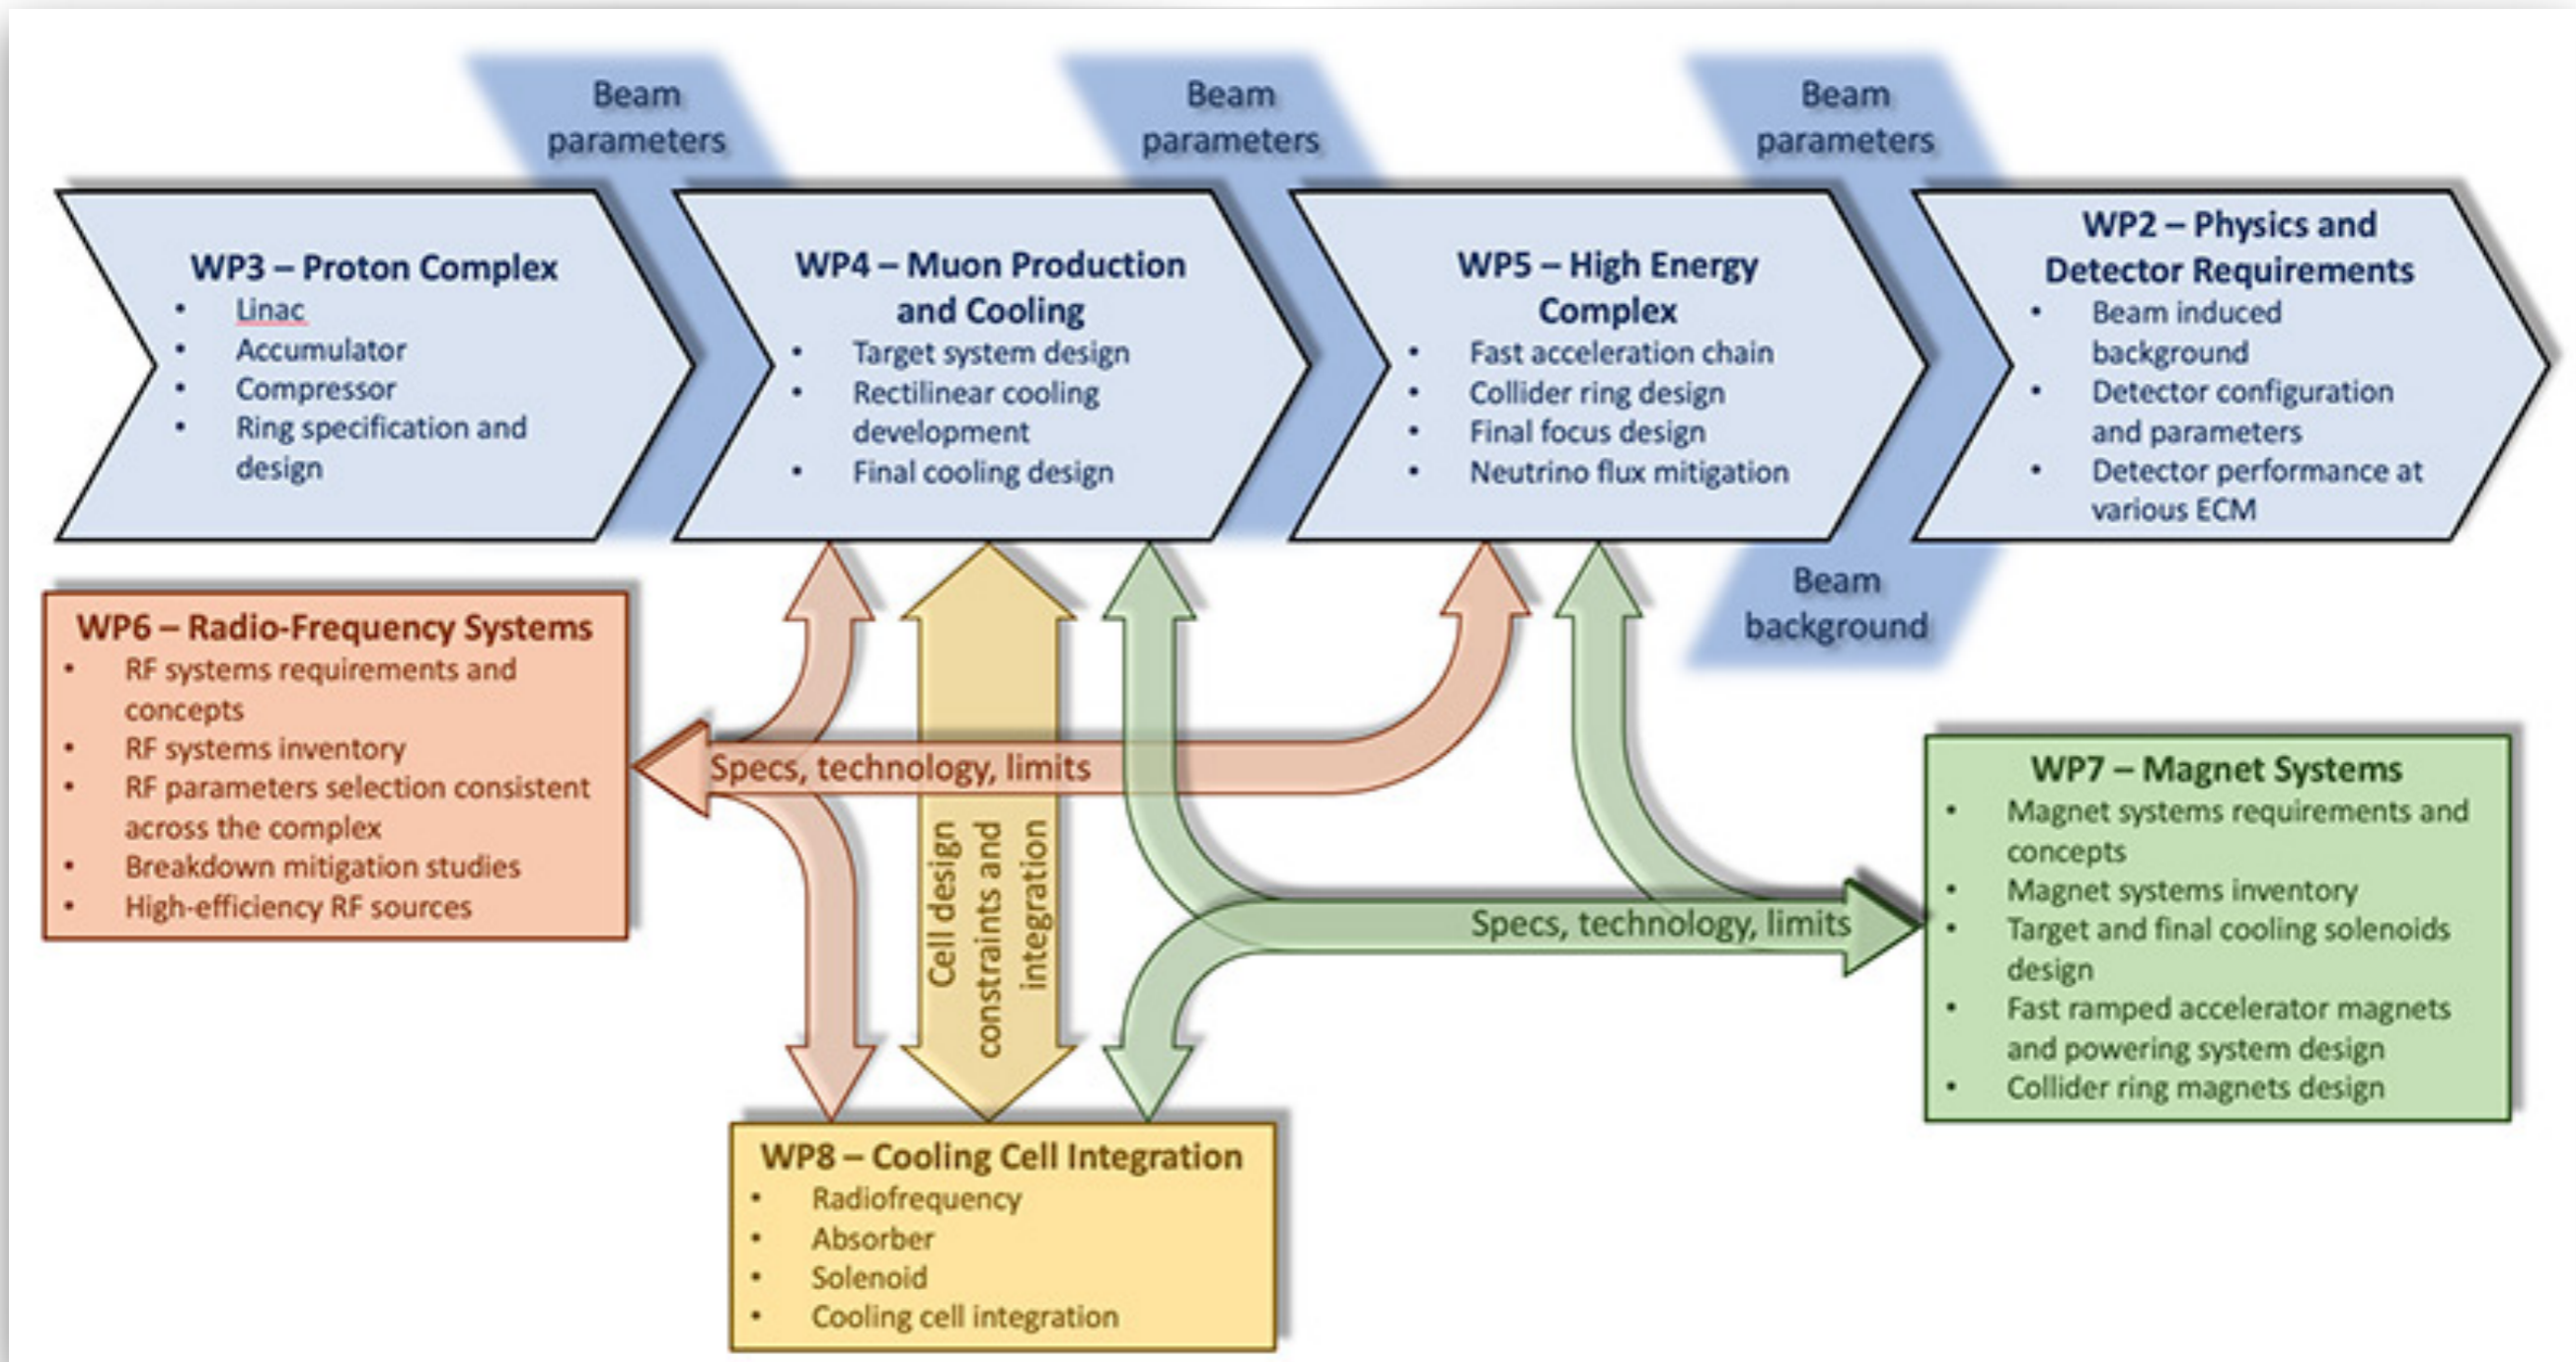 Beam
parameters
Beam
parameters
Beam
parameters
WP3 – Proton Complex
• Linac
• Accumulator
• Compressor
• Ring specification and
design
WP4 – Muon Production
and Cooling
• Target system design
• Rectilinear cooling
development
• Final cooling design
WP5 – High Energy
Complex
• Fast acceleration chain
• Collider ring design
• Final focus design
• Neutrino flux mitigation
WP2 – Physics and
Detector Requirements
• Beam induced
background
• Detector configuration
and parameters
• Detector performance at
various ECM
Beam
background
WP6 – Radio-Frequency Systems
• RF systems requirements and
concepts
• RF systems inventory
• RF parameters selection consistent
across the complex
• Breakdown mitigation studies
• High-efficiency RF sources
Specs, technology, limits
Cell design
constraints and
integration
Specs, technology, limits
WP7 – Magnet Systems
• Magnet systems requirements and
concepts
• Magnet systems inventory
• Target and final cooling solenoids
design
• Fast ramped accelerator magnets
and powering system design
• Collider ring magnets design
WP8 – Cooling Cell Integration
• Radiofrequency
• Absorber
• Solenoid
• Cooling cell integration